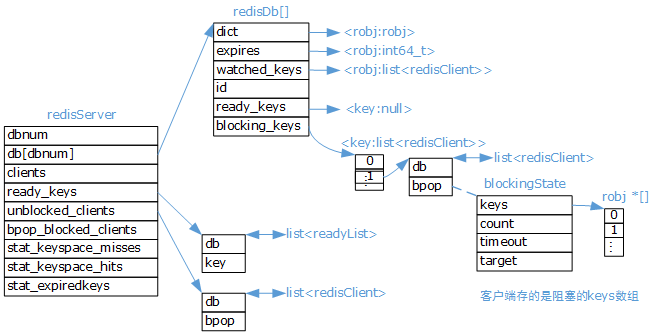 redisDb[]
dict
<robj:robj>
expires
<robj:int64_t>
watched_keys
<robj:list<redisClient>>
id
ready_keys
<key:null>
blocking_keys
redisServer
dbnum
db[dbnum]
clients
ready_keys
unblocked_clients
bpop_blocked_clients
stat_keyspace_misses
stat_keyspace_hits
stat_expiredkeys
<key:list<redisClient>>
0
1
⋮
db
list<redisClient>
bpop
blockingState
keys
count
timeout
target
robj *[]
0
1
⋮
db
list<readyList>
key
db
list<redisClient>
bpop
客户端存的是阻塞的keys数组